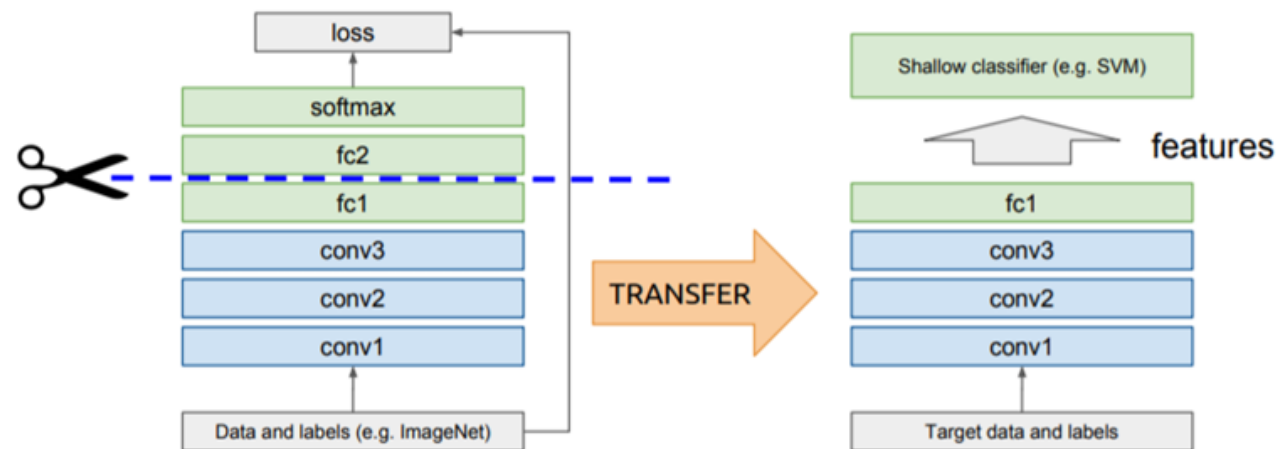 loss
softmax
fc2
fc1
conv3
conv2
conv1
Data and labels (e.g. ImageNet)
TRANSFER
Shallow classifier (e.g. SVM)
features
fc1
conv3
conv2
conv1
Target data and labels